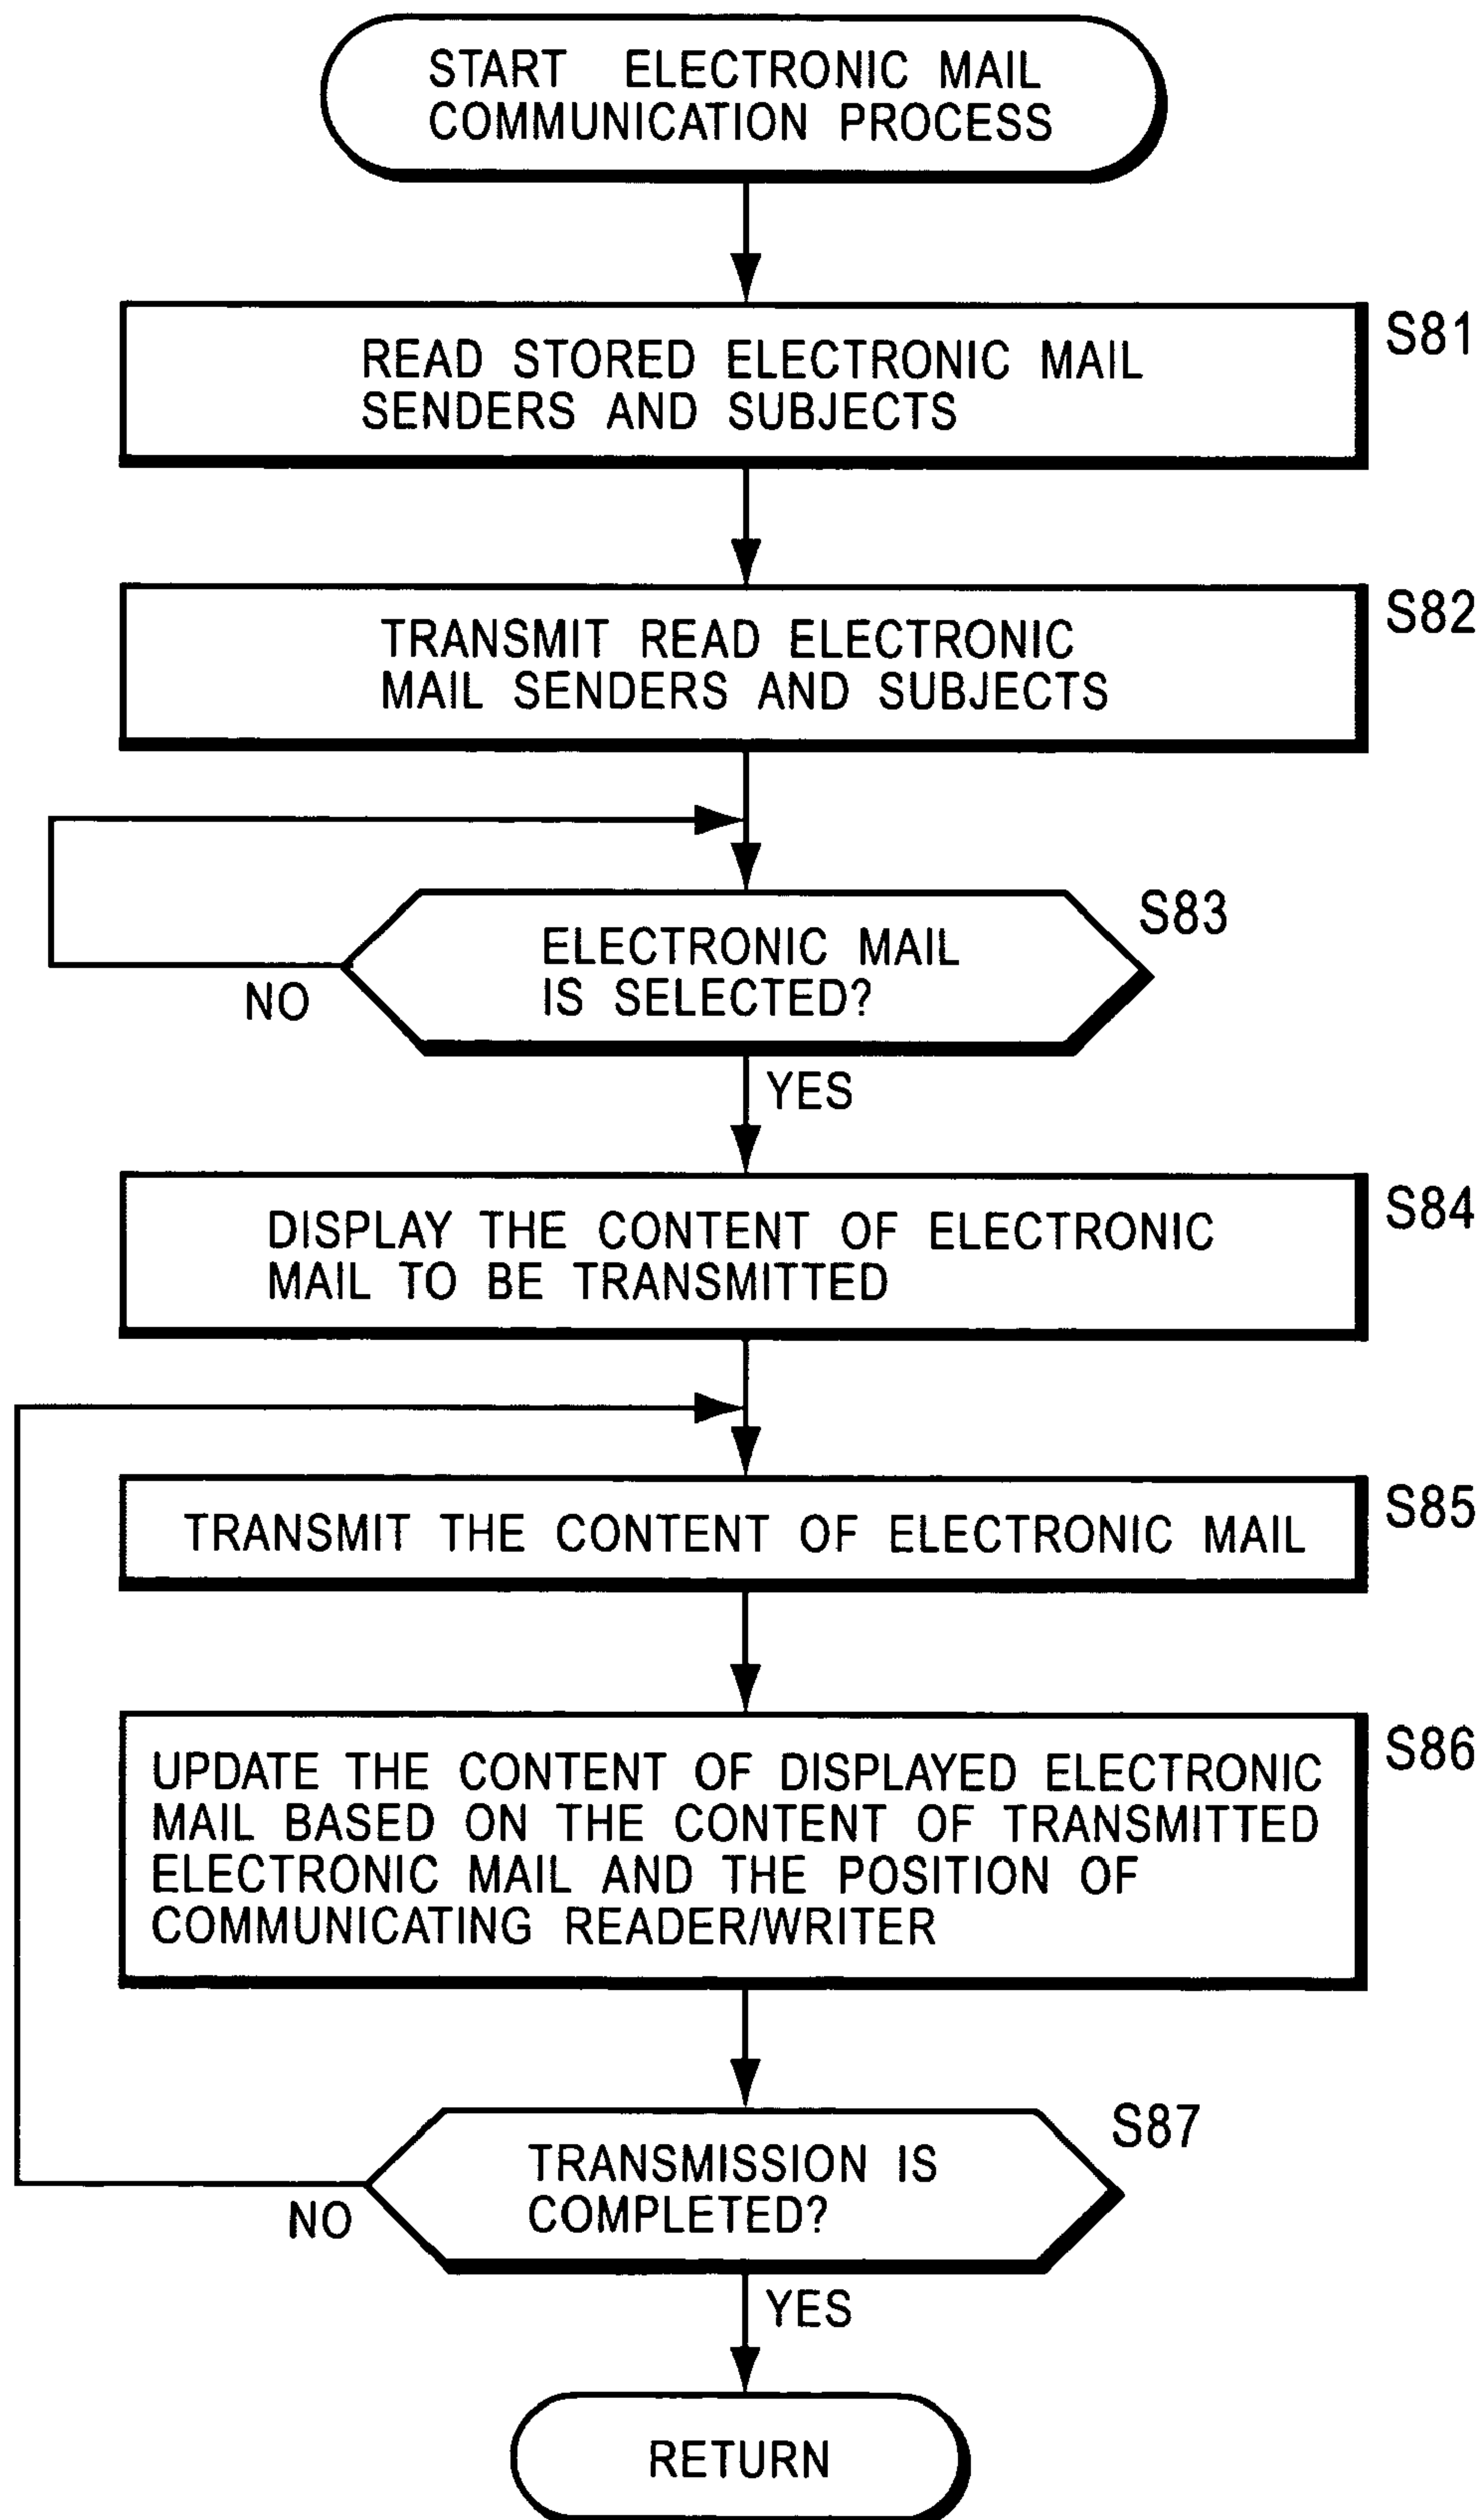 START ELECTRONIC MAIL
COMMUNICATION PROCESS
READ STORED ELECTRONIC MAIL
SENDERS AND SUBJECTS
S81
TRANSMIT READ ELECTRONIC
MAIL SENDERS AND SUBJECTS
S82
ELECTRONIC MAIL
IS SELECTED?
S83
NO
YES
DISPLAY THE CONTENT OF ELECTRONIC
MAIL TO BE TRANSMITTED
S84
TRANSMIT THE CONTENT OF ELECTRONIC MAIL
S85
UPDATE THE CONTENT OF DISPLAYED ELECTRONIC
MAIL BASED ON THE CONTENT OF TRANSMITTED
ELECTRONIC MAIL AND THE POSITION OF
COMMUNICATING READER/WRITER
S86
TRANSMISSION IS
COMPLETED?
S87
NO
YES
RETURN